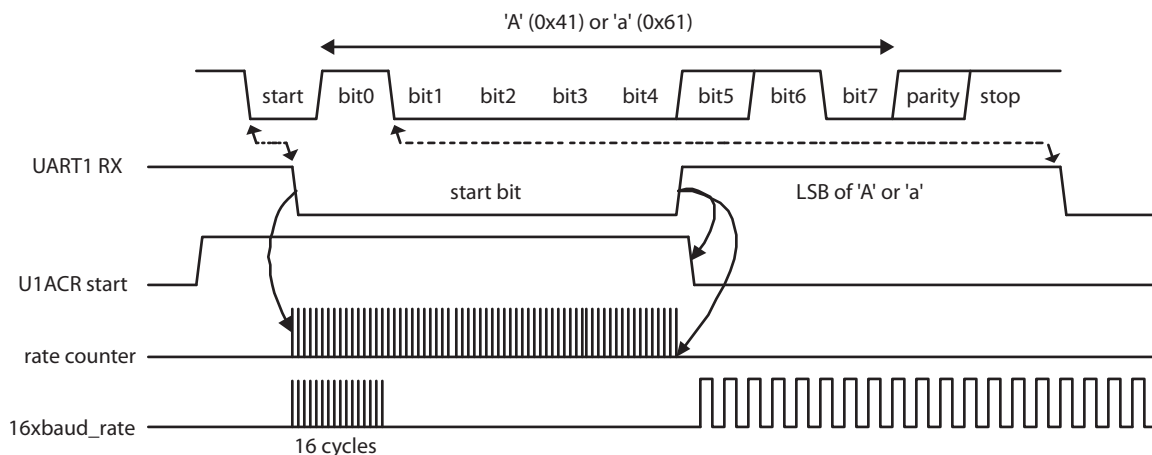 'A' (0x41) or 'a' (0x61)
start bit0 bit1 bit2 bit3 bit4 bit5 bit6 bit7 parity stop
UART1 RX
start bit LSB of 'A' or 'a'
U1ACR start
rate counter
16xbaud_rate
16 cycles